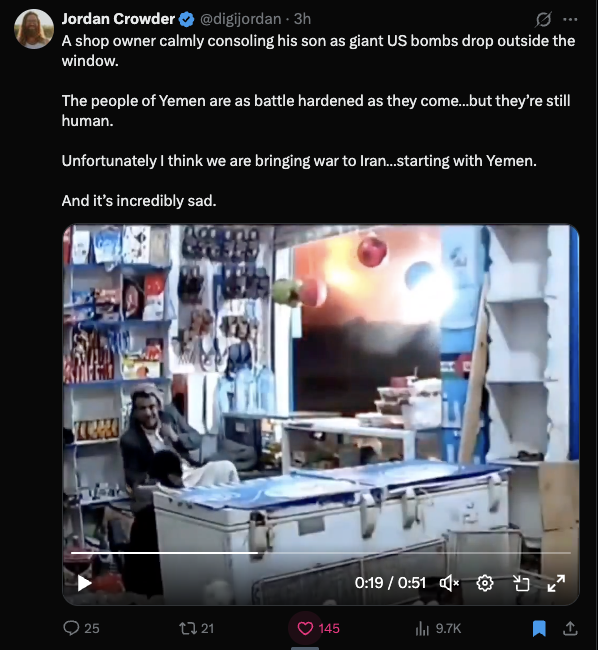 Jordan Crowder @digijordan · 3h
A shop owner calmly consoling his son as giant US bombs drop outside the
window.
The people of Yemen are as battle hardened as they come...but they’re still
human.
Unfortunately I think we are bringing war to Iran...starting with Yemen.
And it’s incredibly sad.
0:19 / 0:51
25 21 145 9.7K